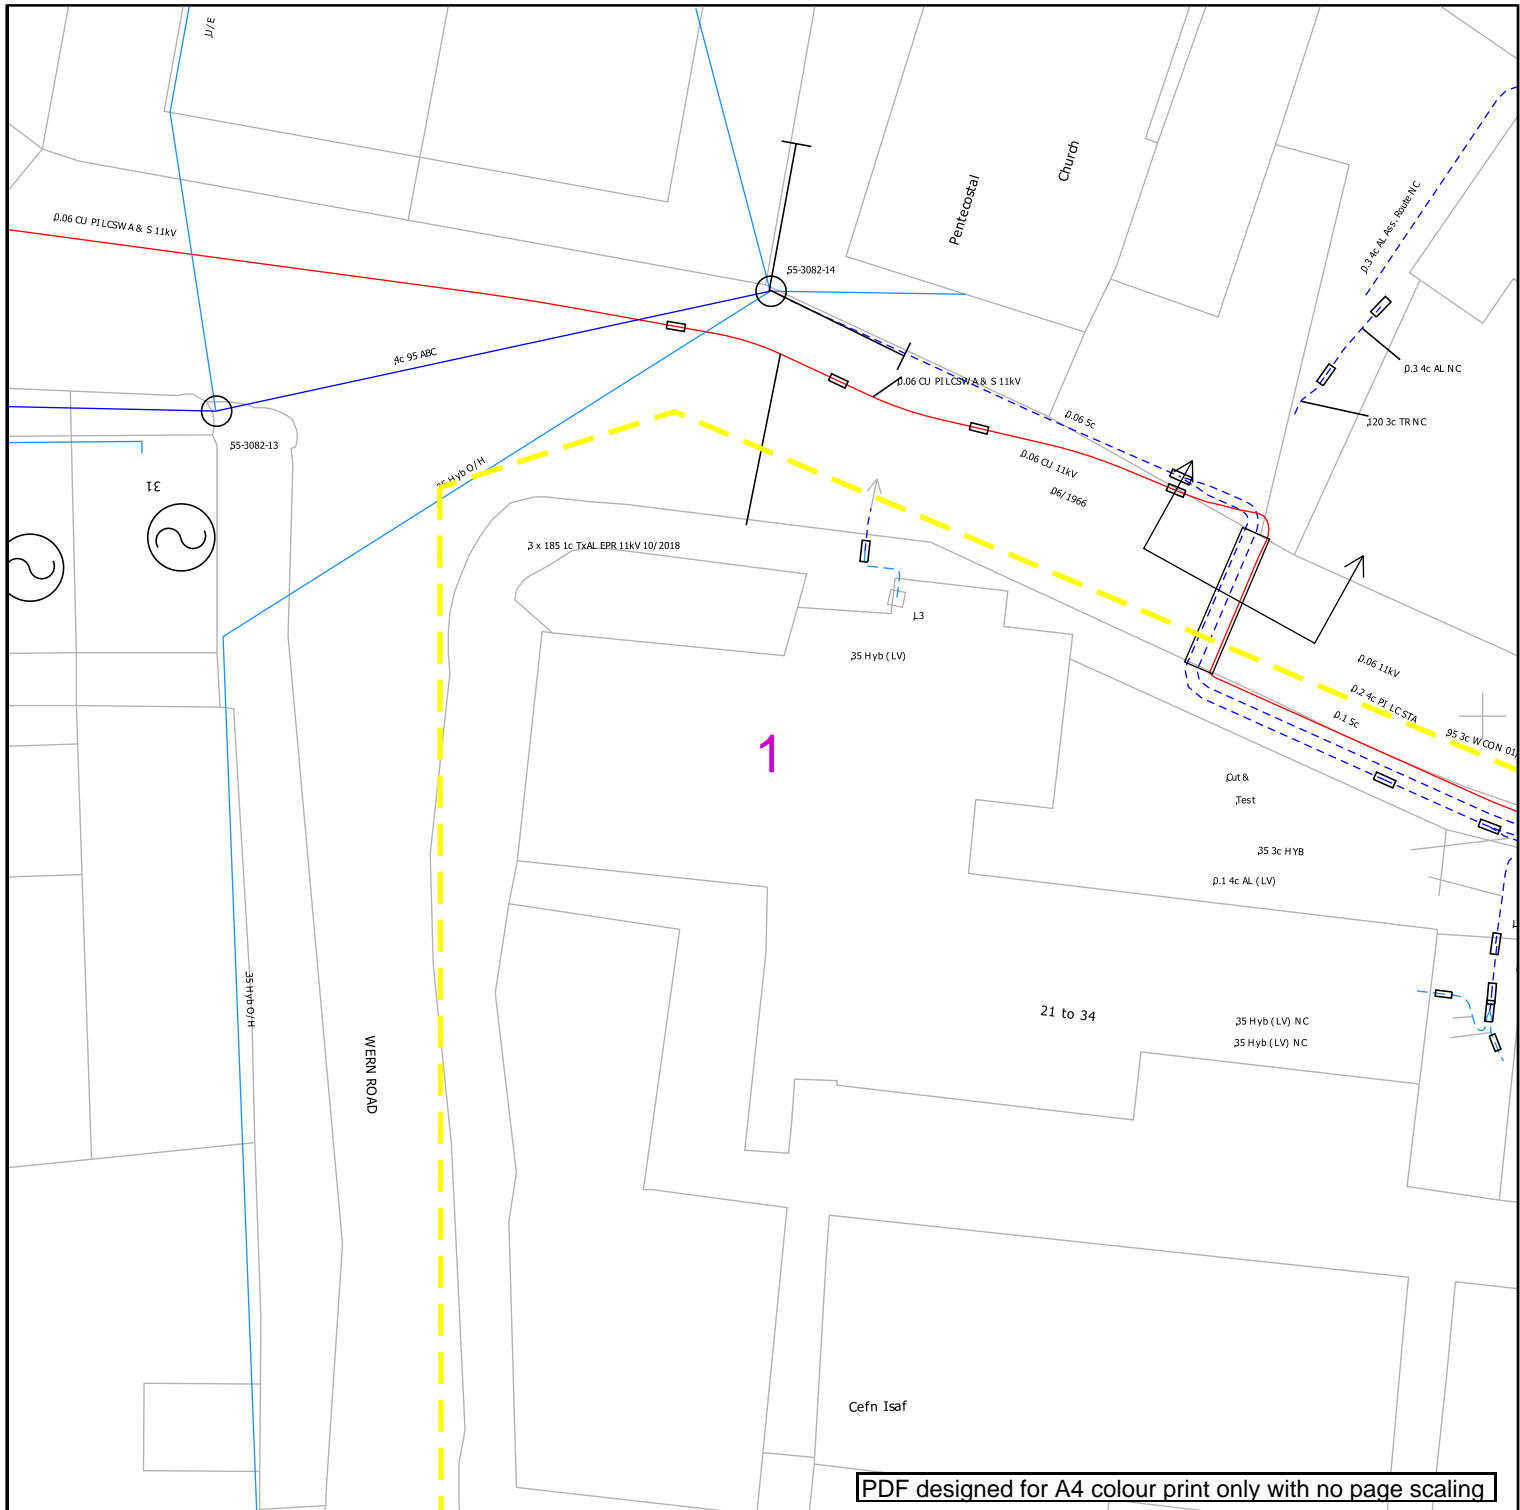 U/E
0.06 CU PILCSWA & S 11kV
Pentecostal
Church
55-3082-14
0.3 4c AL Ass. Route NC
4c 95 ABC
0.3 4c AL NC
0.06 CU PILCSWA & S 11kV
120 3c TR NC
0.06 5c
55-3082-13
35 Hyb O/H
0.06 CU 11kV
06/1966
31
3 x 185 1c TxAL EPR 11kV 10/2018
L3
35 Hyb (LV)
0.06 11kV
0.2 4c PILCSTA
0.1 5c
95 3c WCON 01/
1
Cut &
Test
35 3c HYB
0.1 4c AL (LV)
35 Hyb O/H
21 to 34
35 Hyb (LV) NC
35 Hyb (LV) NC
WERN ROAD
Cefn Isaf
PDF designed for A4 colour print only with no page scaling